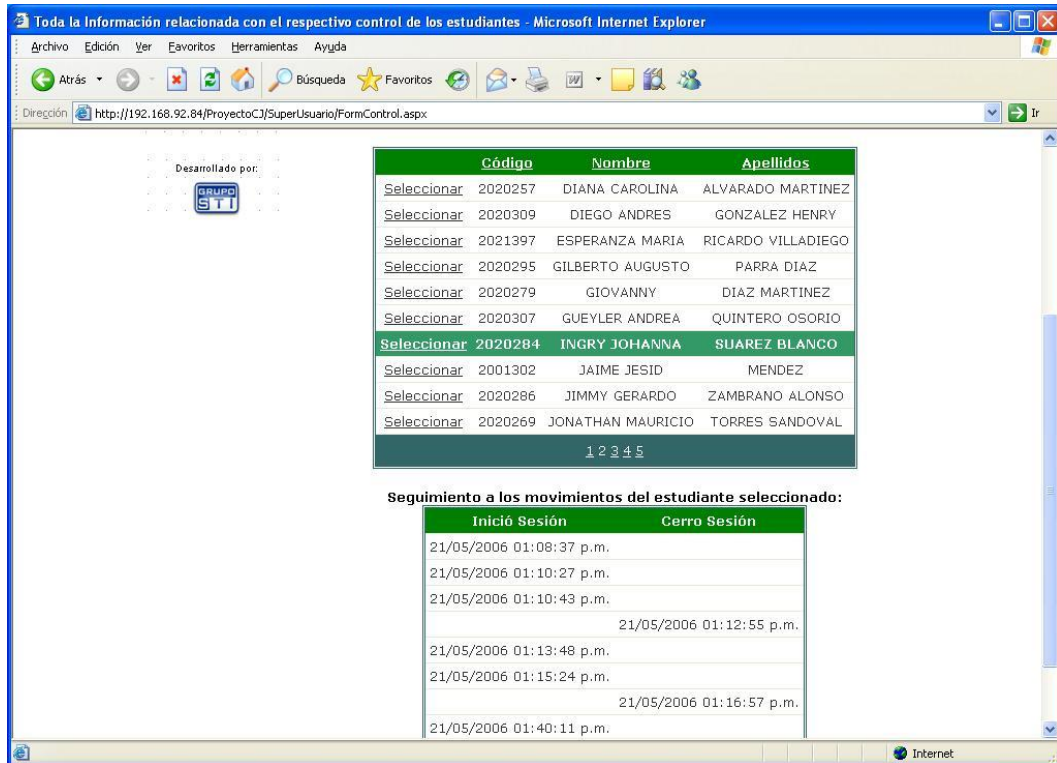 Toda la Información relacionada con el respectivo control de los estudiantes - Microsoft Internet Explorer
Archivo Edición Ver Favoritos Herramientas Ayuda
Atrás Búsqueda Favoritos
Dirección http://192.168.92.84/ProyectoCJ/SuperUsuario/FormControl.aspx Ir
Desarrollado por:
GRUPO
STI
Código Nombre Apellidos
Seleccionar 2020257 DIANA CAROLINA ALVARADO MARTINEZ
Seleccionar 2020309 DIEGO ANDRES GONZALEZ HENRY
Seleccionar 2021397 ESPERANZA MARIA RICARDO VILLADIEGO
Seleccionar 2020295 GILBERTO AUGUSTO PARRA DIAZ
Seleccionar 2020279 GIOVANNY DIAZ MARTINEZ
Seleccionar 2020307 GUEYLER ANDREA QUINTERO OSORIO
Seleccionar 2020284 INGRY JOHANNA SUAREZ BLANCO
Seleccionar 2001302 JAIME JESID MENDEZ
Seleccionar 2020286 JIMMY GERARDO ZAMBRANO ALONSO
Seleccionar 2020269 JONATHAN MAURICIO TORRES SANDOVAL
1 2 3 4 5
Seguimiento a los movimientos del estudiante seleccionado:
Inició Sesión Cerro Sesión
21/05/2006 01:08:37 p.m.
21/05/2006 01:10:27 p.m.
21/05/2006 01:10:43 p.m.
21/05/2006 01:12:55 p.m.
21/05/2006 01:13:48 p.m.
21/05/2006 01:15:24 p.m.
21/05/2006 01:16:57 p.m.
21/05/2006 01:40:11 p.m.
Internet